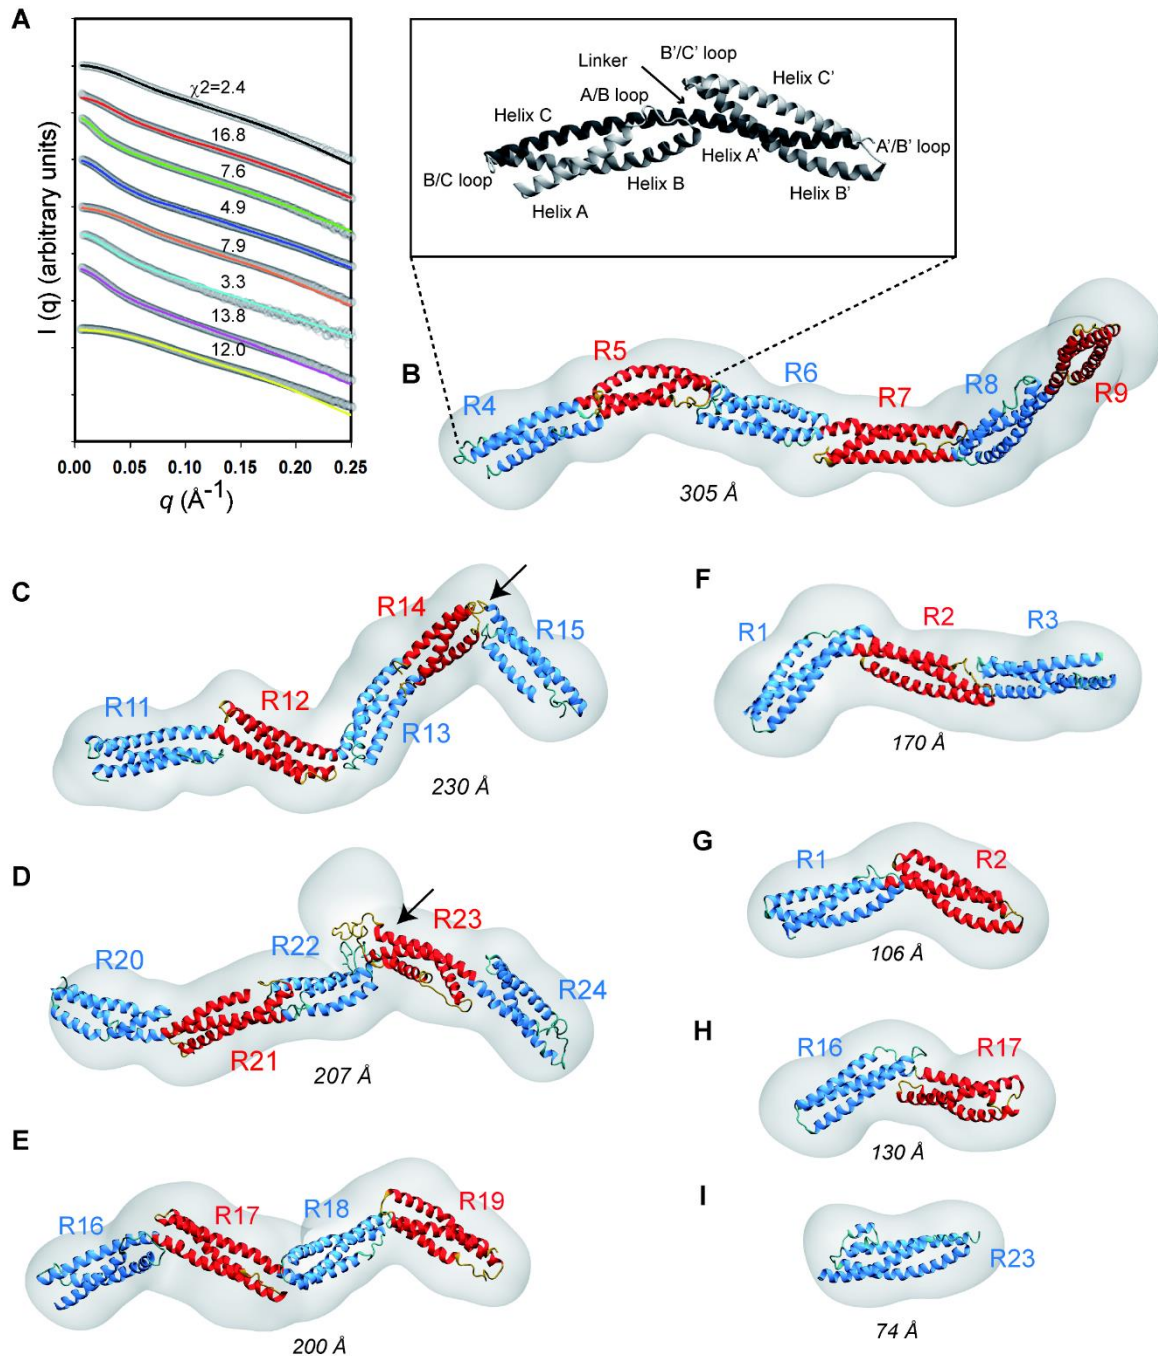 A
I (q) (arbitrary units)
χ2=2.4
16.8
7.6
4.9
7.9
3.3
13.8
12.0
0.00 0.05 0.10 0.15 0.20 0.25
q (Å-1)
B'/C' loop
Linker
Helix C'
A/B loop
Helix C
A'/B' loop
Helix A'
B/C loop
Helix B
Helix B'
Helix A
B
R4
R5
R6
R7
R8
R9
305 Å
C
R11
R12
R13
R14
R15
230 Å
D
R20
R21
R22
R23
R24
207 Å
E
R16
R17
R18
R19
200 Å
F
R1
R2
R3
170 Å
G
R1
R2
106 Å
H
R16
R17
130 Å
I
R23
74 Å